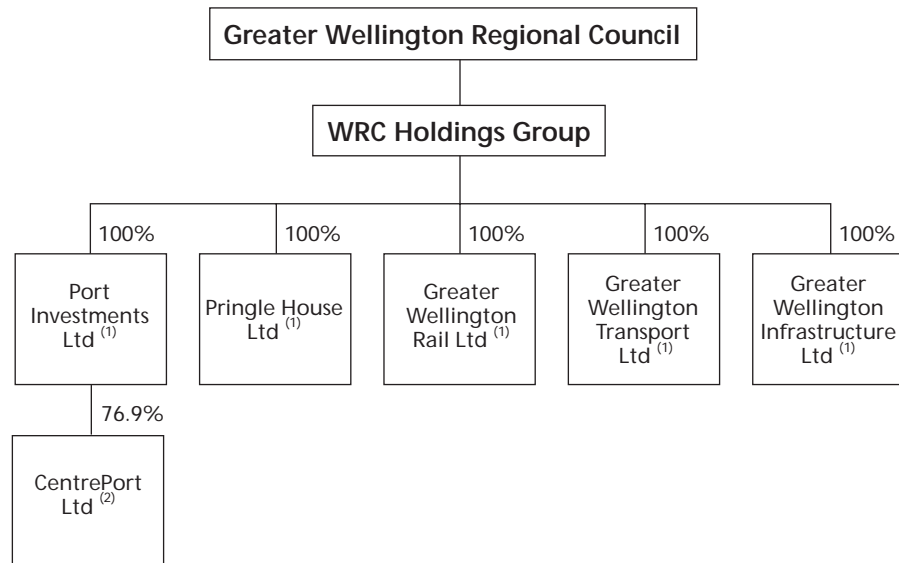 Greater Wellington Regional Council
WRC Holdings Group
100%
100%
100%
100%
100%
Port
Investments
Ltd (1)
Pringle House
Ltd (1)
Greater
Wellington
Rail Ltd (1)
Greater
Wellington
Transport
Ltd (1)
Greater
Wellington
Infrastructure
Ltd (1)
76.9%
CentrePort
Ltd (2)